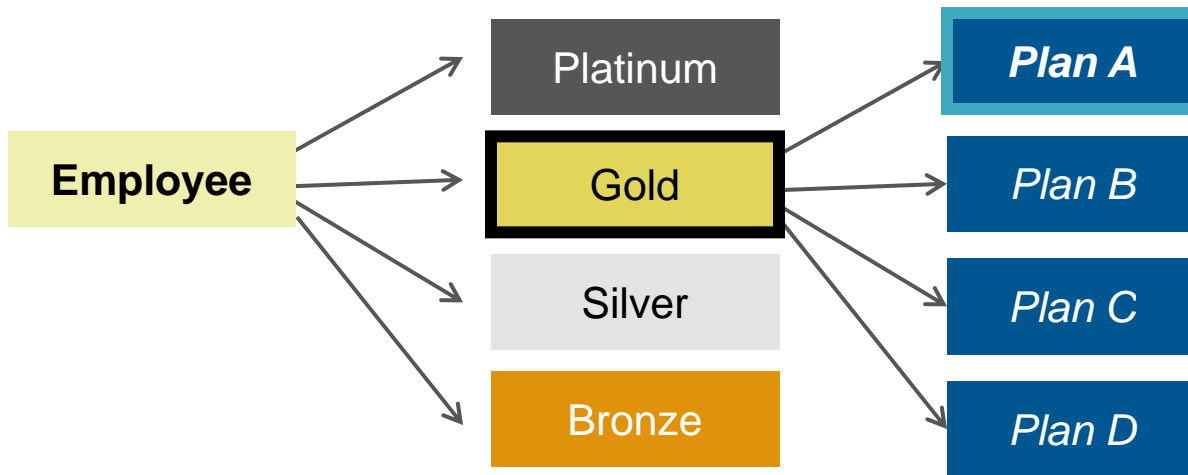 Employee
Platinum
Gold
Silver
Bronze
Plan A
Plan B
Plan C
Plan D